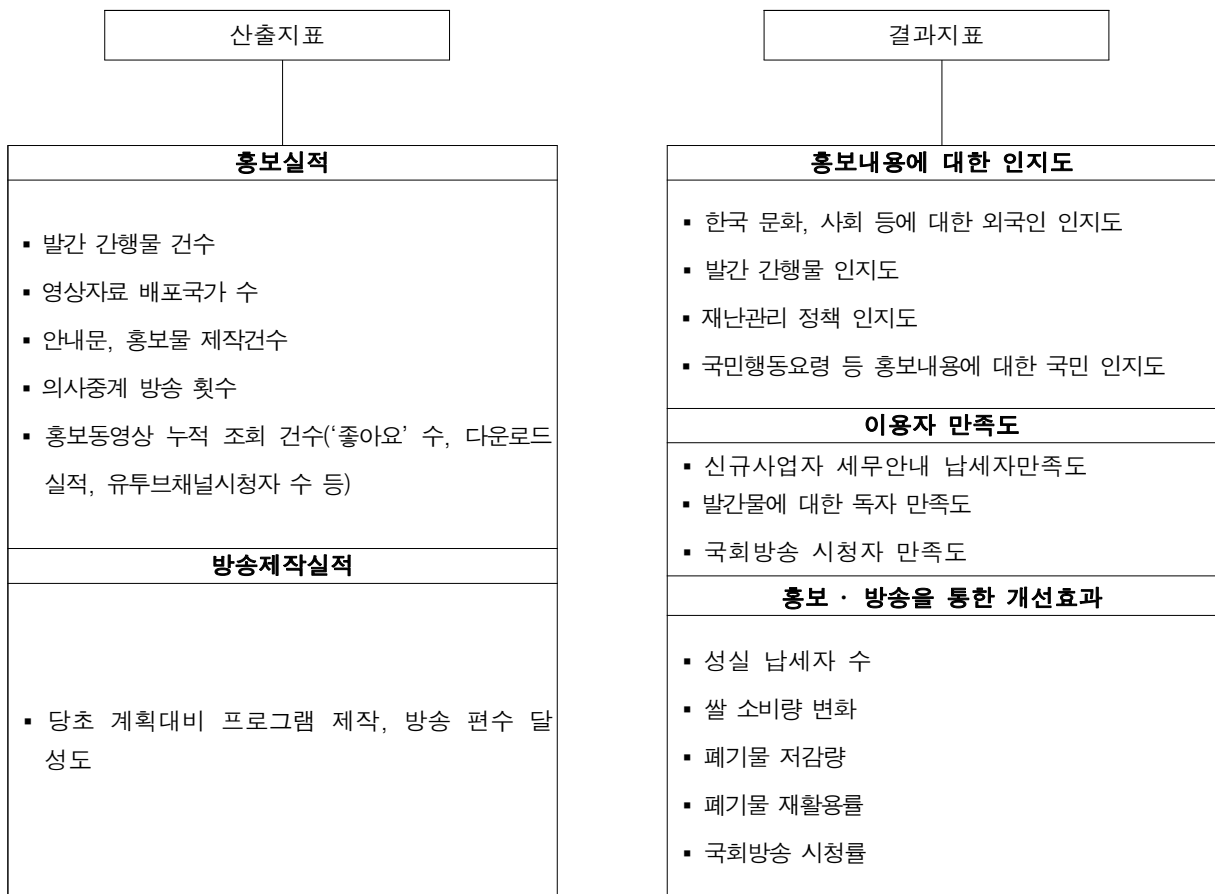 산출지표
홍보실적
▪ 발간 간행물 건수
▪ 영상자료 배포국가 수
▪ 안내문, 홍보물 제작건수
▪ 의사중계 방송 횟수
▪ 홍보동영상 누적 조회 건수(‘좋아요’ 수, 다운로드
실적, 유투브채널시청자 수 등)
방송제작실적
▪ 당초 계획대비 프로그램 제작, 방송 편수 달
성도
결과지표
홍보내용에 대한 인지도
▪ 한국 문화, 사회 등에 대한 외국인 인지도
▪ 발간 간행물 인지도
▪ 재난관리 정책 인지도
▪ 국민행동요령 등 홍보내용에 대한 국민 인지도
이용자 만족도
▪ 신규사업자 세무안내 납세자만족도
▪ 발간물에 대한 독자 만족도
▪ 국회방송 시청자 만족도
홍보 · 방송을 통한 개선효과
▪ 성실 납세자 수
▪ 쌀 소비량 변화
▪ 폐기물 저감량
▪ 폐기물 재활용률
▪ 국회방송 시청률